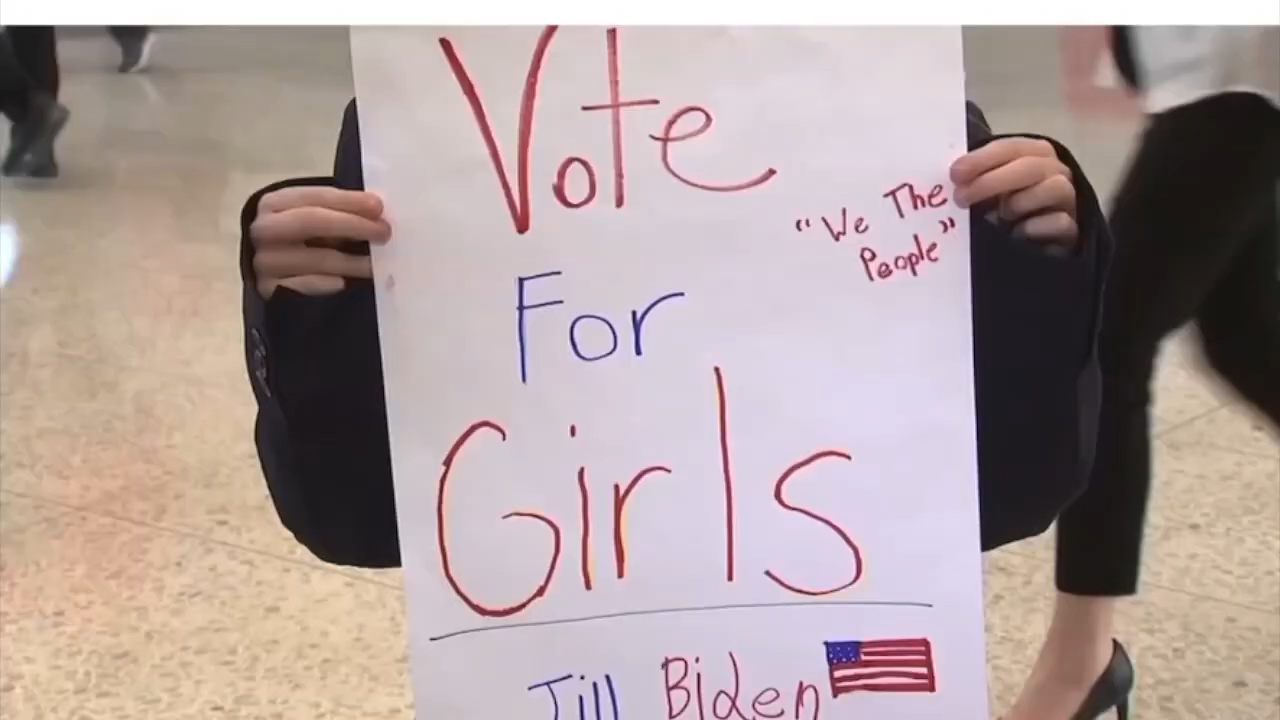 Vote
"We The
People"
For
Girls
Jill Biden